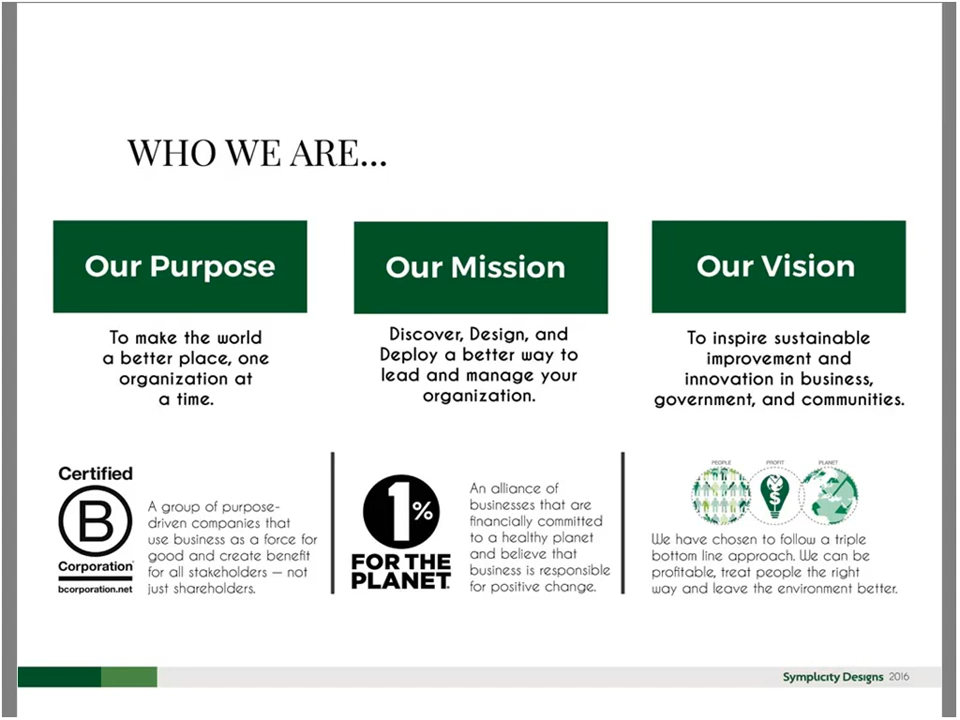 WHO WE ARE...
Our Purpose
To make the world
a better place, one
organization at
a time.
Our Mission
Discover, Design, and
Deploy a better way to
lead and manage your
organization.
Our Vision
To inspire sustainable
improvement and
innovation in business,
government, and communities.
Certified
B
Corporation
bcorporation.net
A group of purpose-
driven companies that
use business as a force for
good and create benefit
for all stakeholders — not
just shareholders.
1%
FOR THE
PLANET
An alliance of
businesses that are
financially committed
to a healthy planet
and believe that
business is responsible
for positive change.
PEOPLE PROFIT PLANET
$
We have chosen to follow a triple
bottom line approach. We can be
profitable, treat people the right
way and leave the environment better.
Symplicity Designs 2016